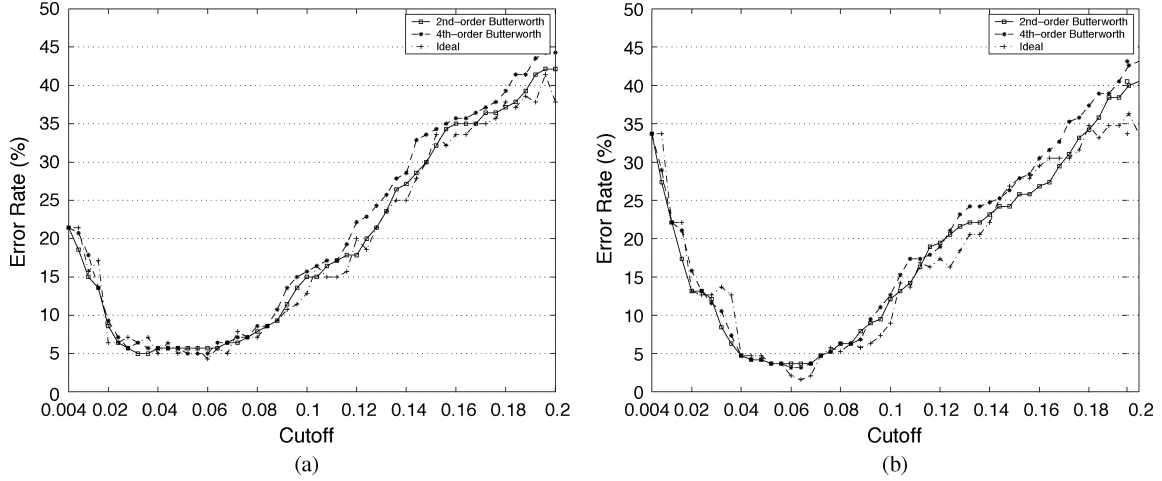 50
45
40
35
30
25
20
15
10
5
0
Error Rate (%)
2nd-order Butterworth
4th-order Butterworth
Ideal
0.004 0.02 0.04 0.06 0.08 0.1 0.12 0.14 0.16 0.18 0.2
Cutoff
(a)
50
45
40
35
30
25
20
15
10
5
0
Error Rate (%)
2nd-order Butterworth
4th-order Butterworth
Ideal
0.004 0.02 0.04 0.06 0.08 0.1 0.12 0.14 0.16 0.18 0.2
Cutoff
(b)